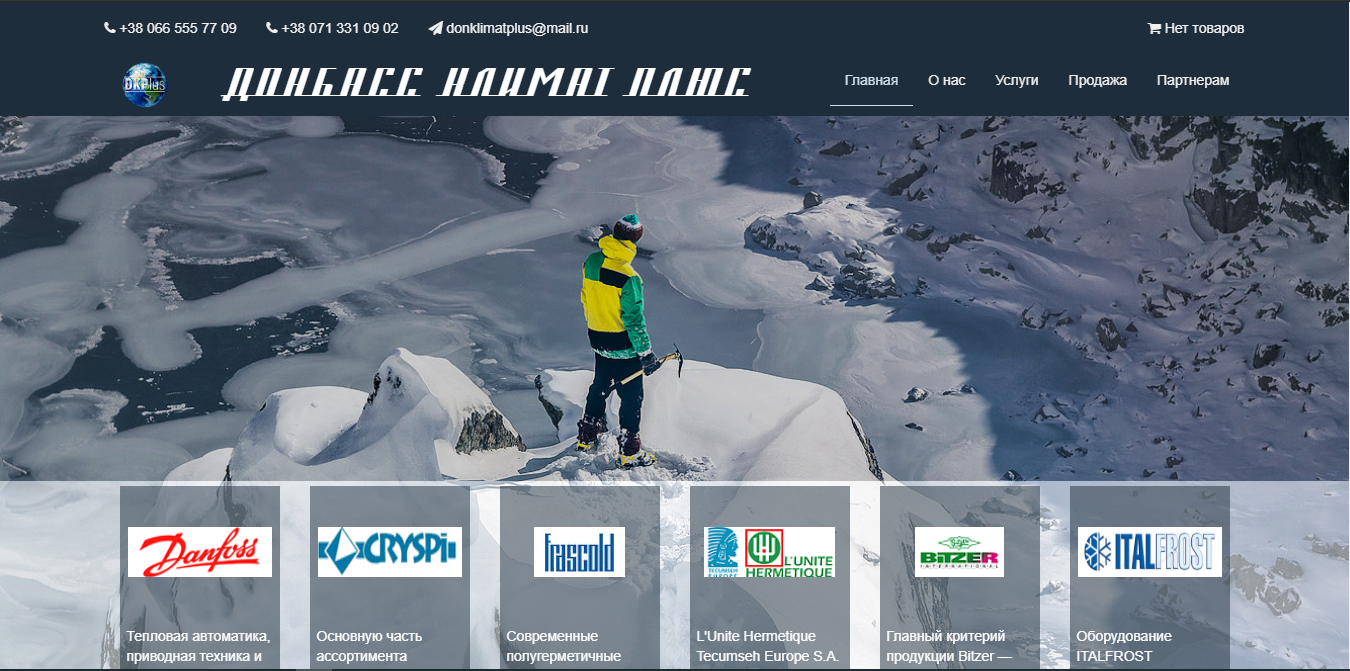 +38 066 555 77 09
+38 071 331 09 02
donklimatplus@mail.ru
Нет товаров
DKPlus
ДОНБАСС КЛИМАТ ПЛЮС
Главная
О нас
Услуги
Продажа
Партнерам
Danfoss
CRYSPi
frascold
TECUMSEH
EUROPE
L'UNITE
HERMETIQUE
BiTZER
INTERNATIONAL
ITALFROST
Тепловая автоматика,
приводная техника и
Основную часть
ассортимента
Современные
полугерметичные
L'Unite Hermetique
Tecumseh Europe S.A.
Главный критерий
продукции Bitzer —
Оборудование
ITALFROST